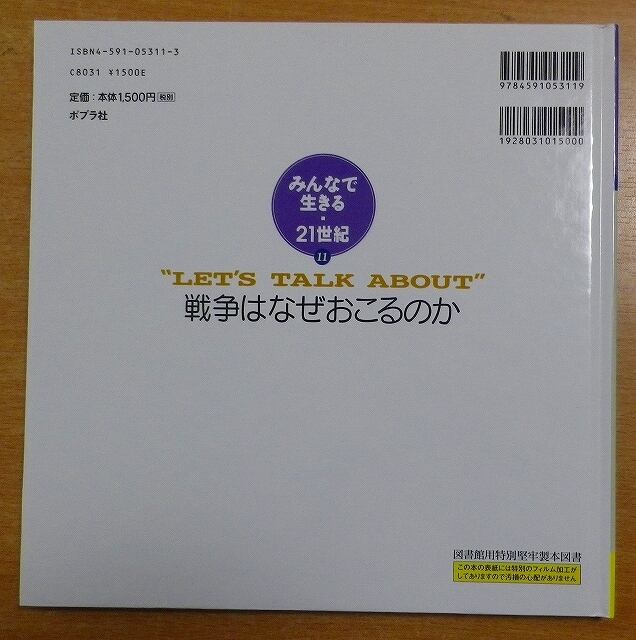 ISBN4-591-05311-3
C8031 ¥1500E
定価：本体1,500円 税別
ポプラ社
9784591053119
1928031015000
みんなで
生きる
・
21世紀
11
"LET'S TALK ABOUT"
戦争はなぜおこるのか
図書館用特別堅牢製本図書
この本の表紙には特別のフィルム加工が
してありますので汚損の心配がありません